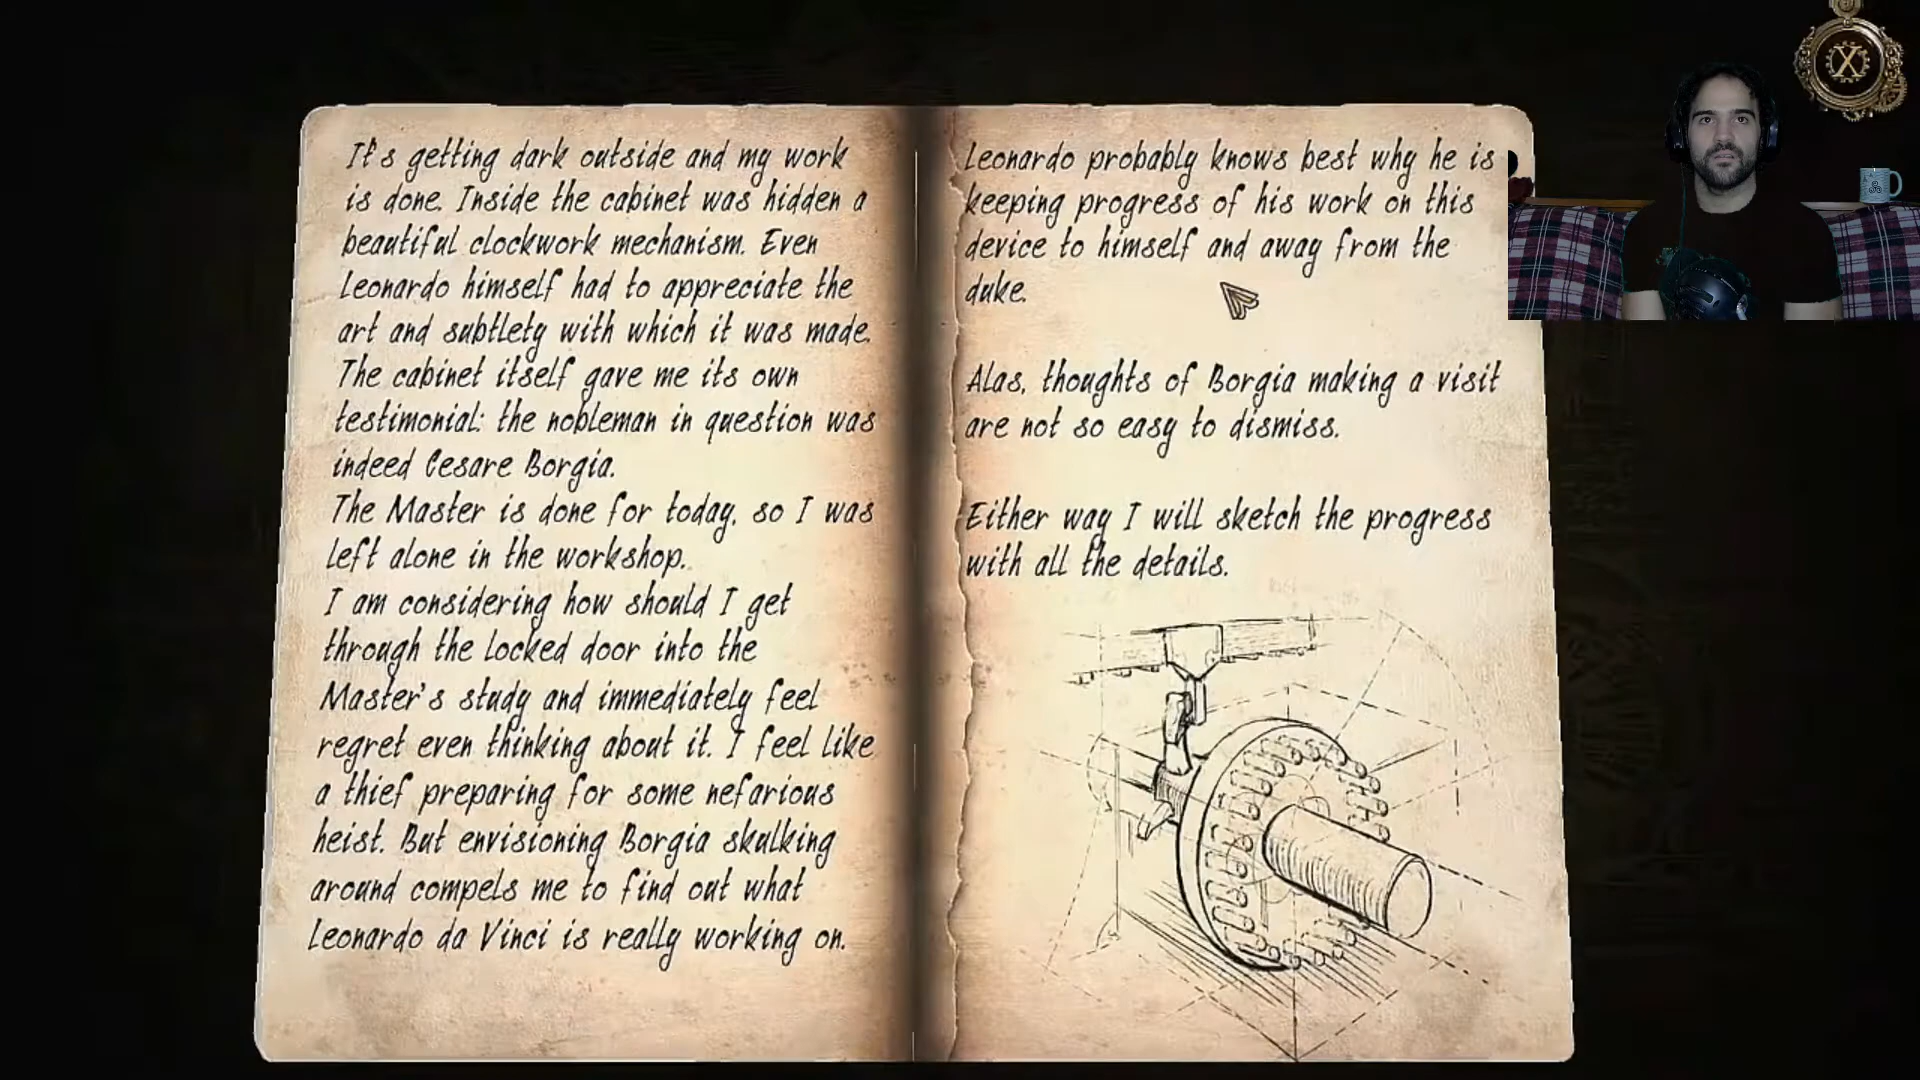 It's getting dark outside and my work
is done. Inside the cabinet was hidden a
beautiful clockwork mechanism. Even
Leonardo himself had to appreciate the
art and subtlety with which it was made.
The cabinet itself gave me its own
testimonial: the nobleman in question was
indeed Cesare Borgia.
The Master is done for today, so I was
left alone in the workshop.
I am considering how should I get
through the locked door into the
Master's study and immediately feel
regret even thinking about it. I feel like
a thief preparing for some nefarious
heist. But envisioning Borgia skulking
around compels me to find out what
Leonardo da Vinci is really working on.
Leonardo probably knows best why he is
keeping progress of his work on this
device to himself and away from the
duke.
Alas, thoughts of Borgia making a visit
are not so easy to dismiss.
Either way I will sketch the progress
with all the details.
X